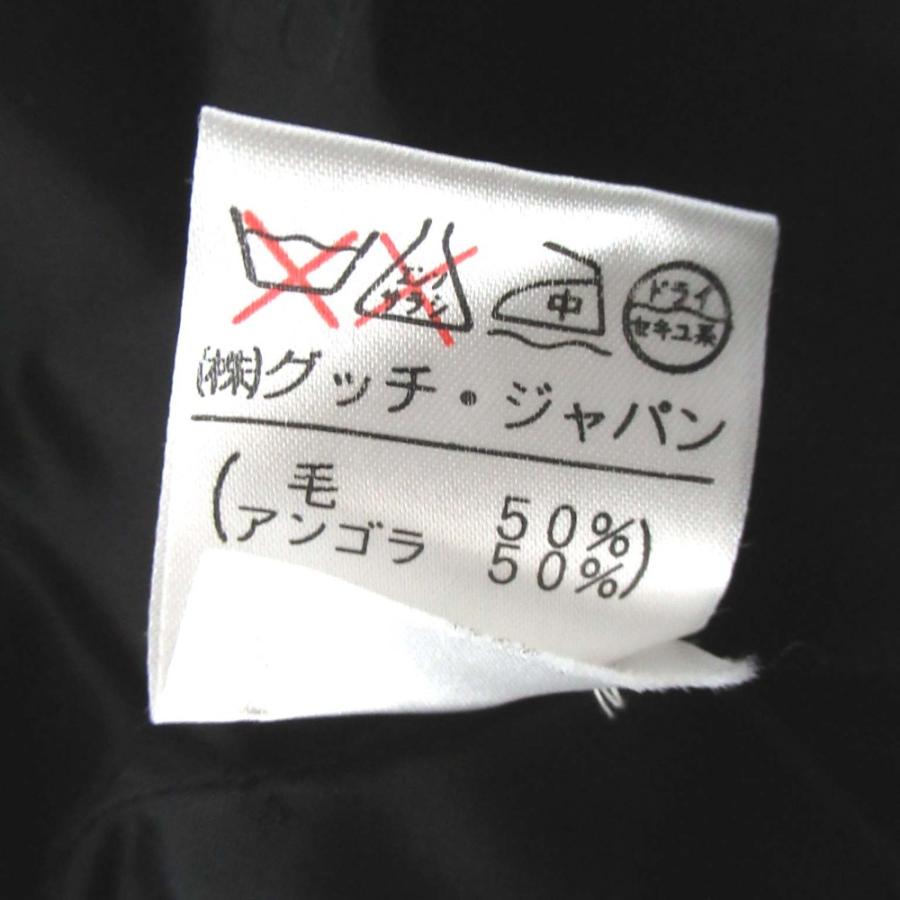 エンソ
サラシ
中
ドライ
セキユ系
㈱グッチ・ジャパン
毛 50%
(アンゴラ 50%)